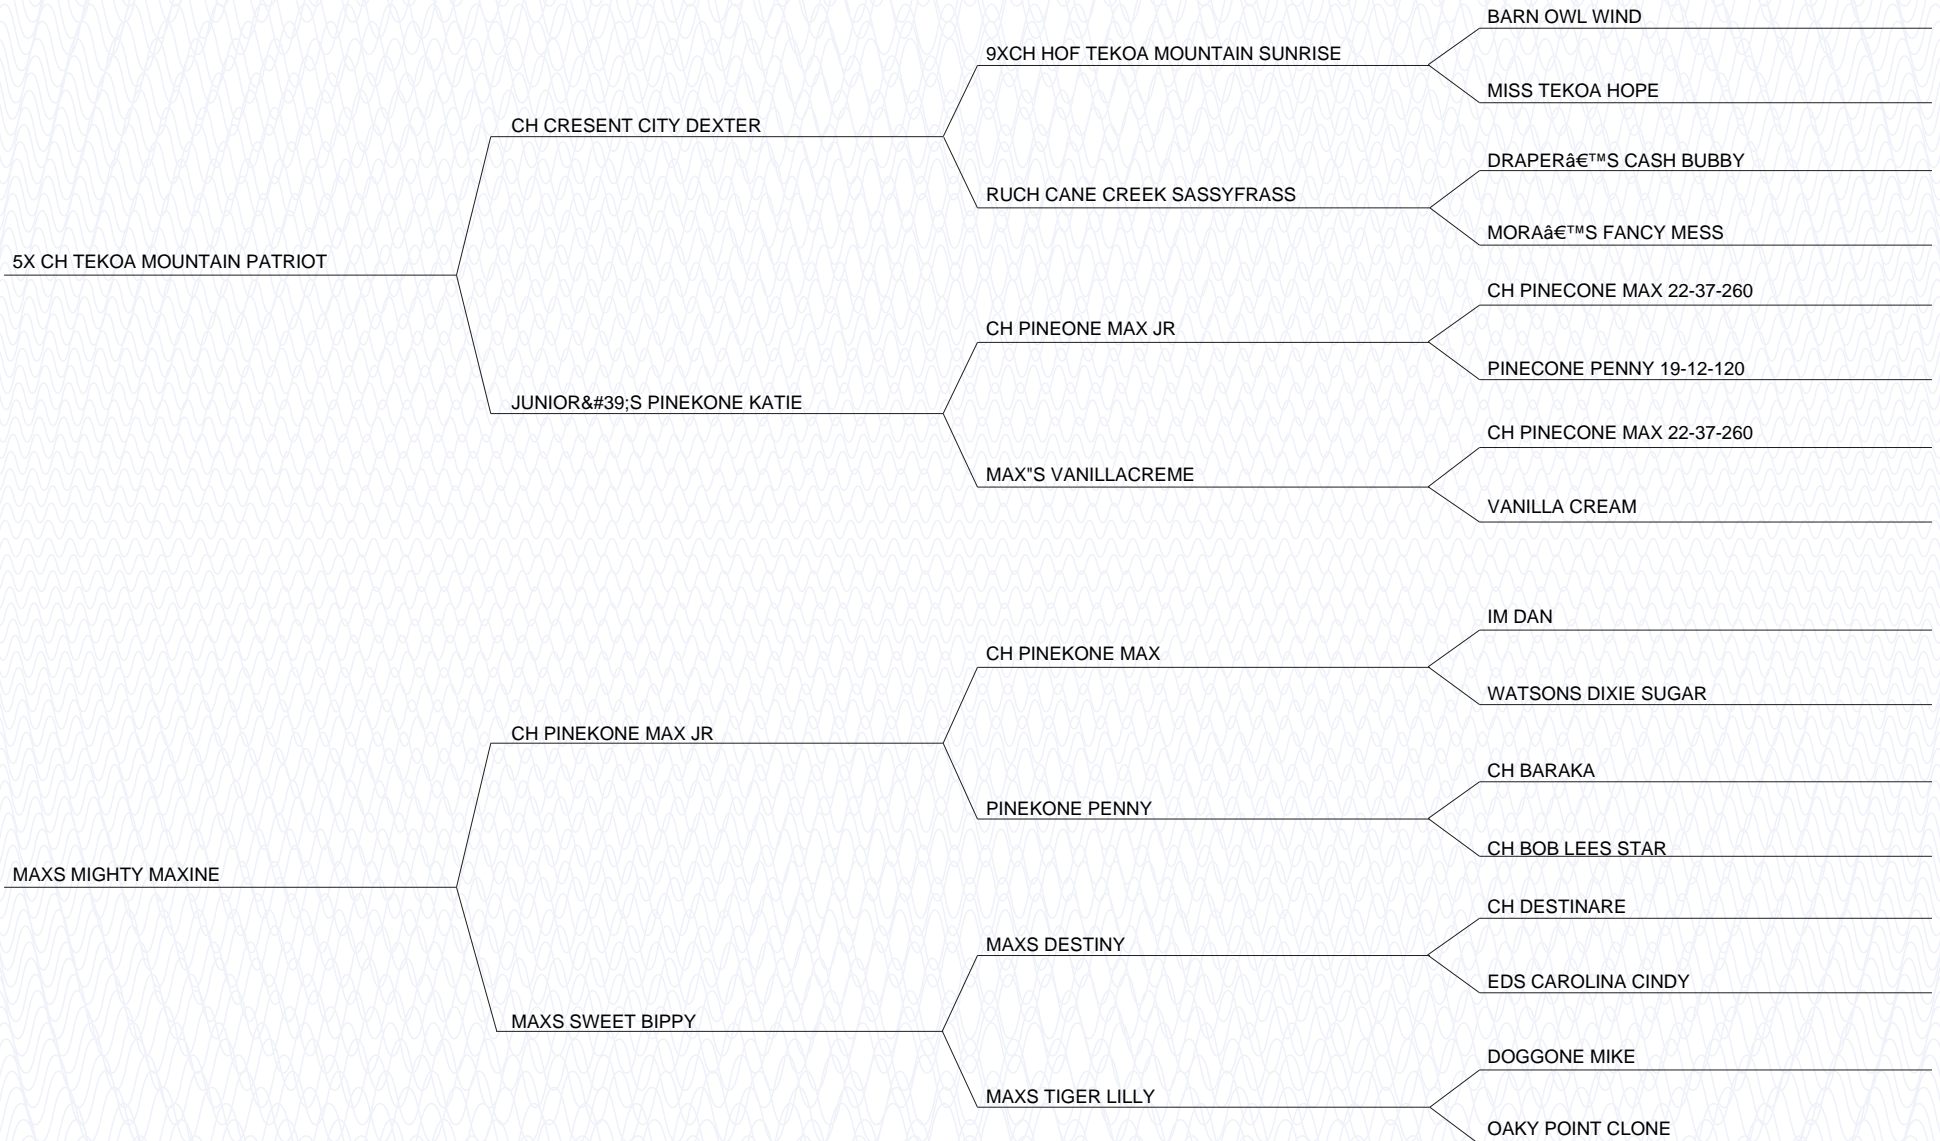 BARN OWL WIND
9XCH HOF TEKOA MOUNTAIN SUNRISE
MISS TEKOA HOPE
CH CRESENT CITY DEXTER
DRAPERâ€™S CASH BUBBY
RUCH CANE CREEK SASSYFRASS
MORAâ€™S FANCY MESS
5X CH TEKOA MOUNTAIN PATRIOT
CH PINECONE MAX 22-37-260
CH PINEONE MAX JR
PINECONE PENNY 19-12-120
JUNIOR&#39;S PINEKONE KATIE
CH PINECONE MAX 22-37-260
MAX"S VANILLACREME
VANILLA CREAM
IM DAN
CH PINEKONE MAX
WATSONS DIXIE SUGAR
CH PINEKONE MAX JR
CH BARAKA
PINEKONE PENNY
CH BOB LEES STAR
MAXS MIGHTY MAXINE
CH DESTINARE
MAXS DESTINY
EDS CAROLINA CINDY
MAXS SWEET BIPPY
DOGGONE MIKE
MAXS TIGER LILLY
OAKY POINT CLONE